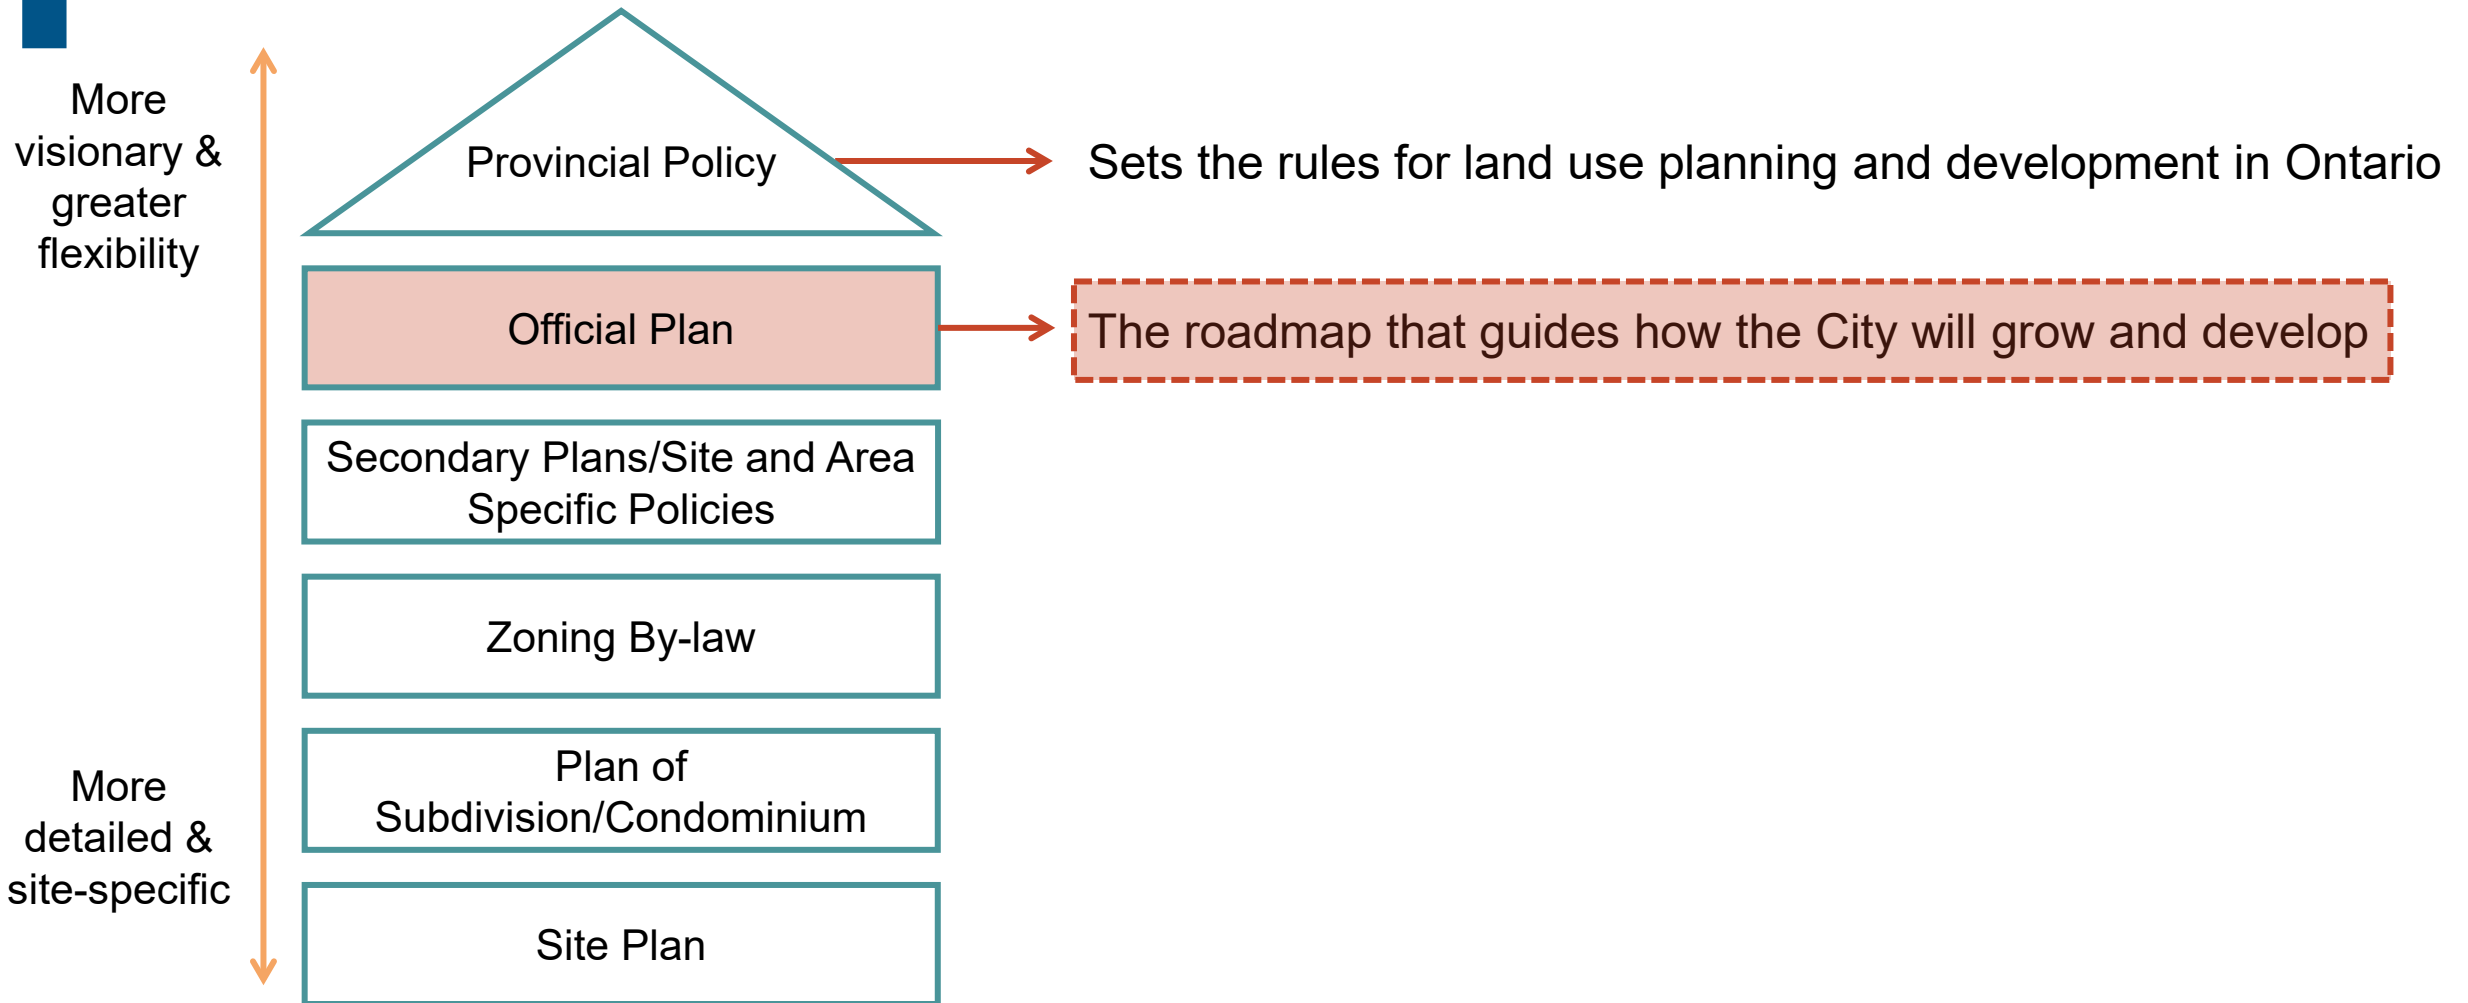 More
visionary &
greater
flexibility
Provincial Policy
Sets the rules for land use planning and development in Ontario
Official Plan
The roadmap that guides how the City will grow and develop
Secondary Plans/Site and Area
Specific Policies
Zoning By-law
Plan of
Subdivision/Condominium
More
detailed &
site-specific
Site Plan